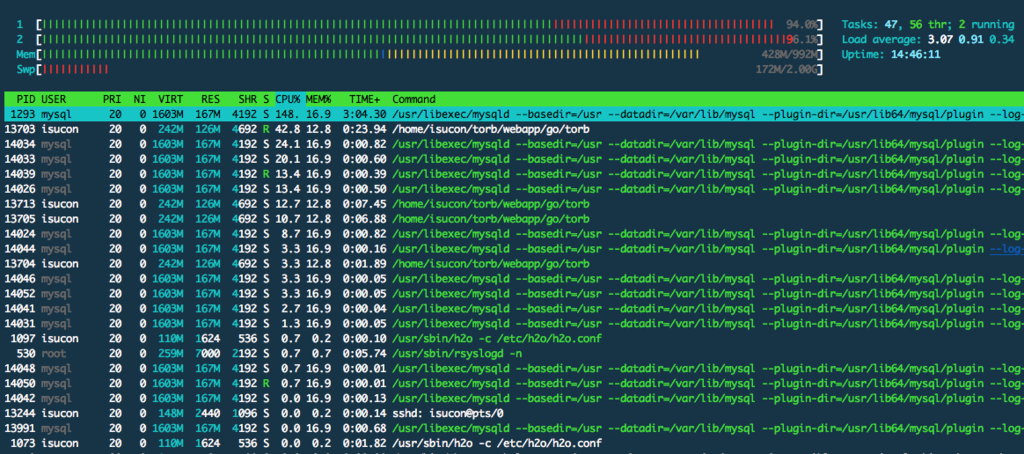 1 [ 94.0%] Tasks: 47, 56 thr; 2 running
2 [ 96.1%] Load average: 3.07 0.91 0.34
Mem[ 428M/992M] Uptime: 14:46:11
Swp[ 172M/2.00G]
PID USER PRI NI VIRT RES SHR S CPU% MEM% TIME+ Command
1293 mysql 20 0 1603M 167M 4192 S 148. 16.9 3:04.30 /usr/libexec/mysqld --basedir=/usr --datadir=/var/lib/mysql --plugin-dir=/usr/lib64/mysql/plugin --log-
13703 isucon 20 0 242M 126M 4692 R 42.8 12.8 0:23.94 /home/isucon/torb/webapp/go/torb
14034 mysql 20 0 1603M 167M 4192 S 24.1 16.9 0:00.82 /usr/libexec/mysqld --basedir=/usr --datadir=/var/lib/mysql --plugin-dir=/usr/lib64/mysql/plugin --log-
14033 mysql 20 0 1603M 167M 4192 S 20.1 16.9 0:00.60 /usr/libexec/mysqld --basedir=/usr --datadir=/var/lib/mysql --plugin-dir=/usr/lib64/mysql/plugin --log-
14039 mysql 20 0 1603M 167M 4192 R 13.4 16.9 0:00.39 /usr/libexec/mysqld --basedir=/usr --datadir=/var/lib/mysql --plugin-dir=/usr/lib64/mysql/plugin --log-
14026 mysql 20 0 1603M 167M 4192 S 13.4 16.9 0:00.50 /usr/libexec/mysqld --basedir=/usr --datadir=/var/lib/mysql --plugin-dir=/usr/lib64/mysql/plugin --log-
13713 isucon 20 0 242M 126M 4692 S 12.7 12.8 0:07.45 /home/isucon/torb/webapp/go/torb
13705 isucon 20 0 242M 126M 4692 S 10.7 12.8 0:06.88 /home/isucon/torb/webapp/go/torb
14024 mysql 20 0 1603M 167M 4192 S 8.7 16.9 0:00.82 /usr/libexec/mysqld --basedir=/usr --datadir=/var/lib/mysql --plugin-dir=/usr/lib64/mysql/plugin --log-
14044 mysql 20 0 1603M 167M 4192 S 3.3 16.9 0:00.16 /usr/libexec/mysqld --basedir=/usr --datadir=/var/lib/mysql --plugin-dir=/usr/lib64/mysql/plugin --log-
13704 isucon 20 0 242M 126M 4692 S 3.3 12.8 0:01.89 /home/isucon/torb/webapp/go/torb
14046 mysql 20 0 1603M 167M 4192 S 3.3 16.9 0:00.05 /usr/libexec/mysqld --basedir=/usr --datadir=/var/lib/mysql --plugin-dir=/usr/lib64/mysql/plugin --log-
14052 mysql 20 0 1603M 167M 4192 S 3.3 16.9 0:00.05 /usr/libexec/mysqld --basedir=/usr --datadir=/var/lib/mysql --plugin-dir=/usr/lib64/mysql/plugin --log-
14041 mysql 20 0 1603M 167M 4192 S 2.7 16.9 0:00.04 /usr/libexec/mysqld --basedir=/usr --datadir=/var/lib/mysql --plugin-dir=/usr/lib64/mysql/plugin --log-
14031 mysql 20 0 1603M 167M 4192 S 1.3 16.9 0:00.05 /usr/libexec/mysqld --basedir=/usr --datadir=/var/lib/mysql --plugin-dir=/usr/lib64/mysql/plugin --log-
1097 isucon 20 0 110M 1624 536 S 0.7 0.2 0:00.10 /usr/sbin/h2o -c /etc/h2o/h2o.conf
530 root 20 0 259M 7000 2192 S 0.7 0.7 0:05.74 /usr/sbin/rsyslogd -n
14048 mysql 20 0 1603M 167M 4192 S 0.7 16.9 0:00.01 /usr/libexec/mysqld --basedir=/usr --datadir=/var/lib/mysql --plugin-dir=/usr/lib64/mysql/plugin --log-
14050 mysql 20 0 1603M 167M 4192 R 0.7 16.9 0:00.01 /usr/libexec/mysqld --basedir=/usr --datadir=/var/lib/mysql --plugin-dir=/usr/lib64/mysql/plugin --log-
14042 mysql 20 0 1603M 167M 4192 S 0.0 16.9 0:00.13 /usr/libexec/mysqld --basedir=/usr --datadir=/var/lib/mysql --plugin-dir=/usr/lib64/mysql/plugin --log-
13244 isucon 20 0 148M 2440 1096 S 0.0 0.2 0:00.14 sshd: isucon@pts/0
13991 mysql 20 0 1603M 167M 4192 S 0.0 16.9 0:00.68 /usr/libexec/mysqld --basedir=/usr --datadir=/var/lib/mysql --plugin-dir=/usr/lib64/mysql/plugin --log-
1073 isucon 20 0 110M 1624 536 S 0.0 0.2 0:01.82 /usr/sbin/h2o -c /etc/h2o/h2o.conf